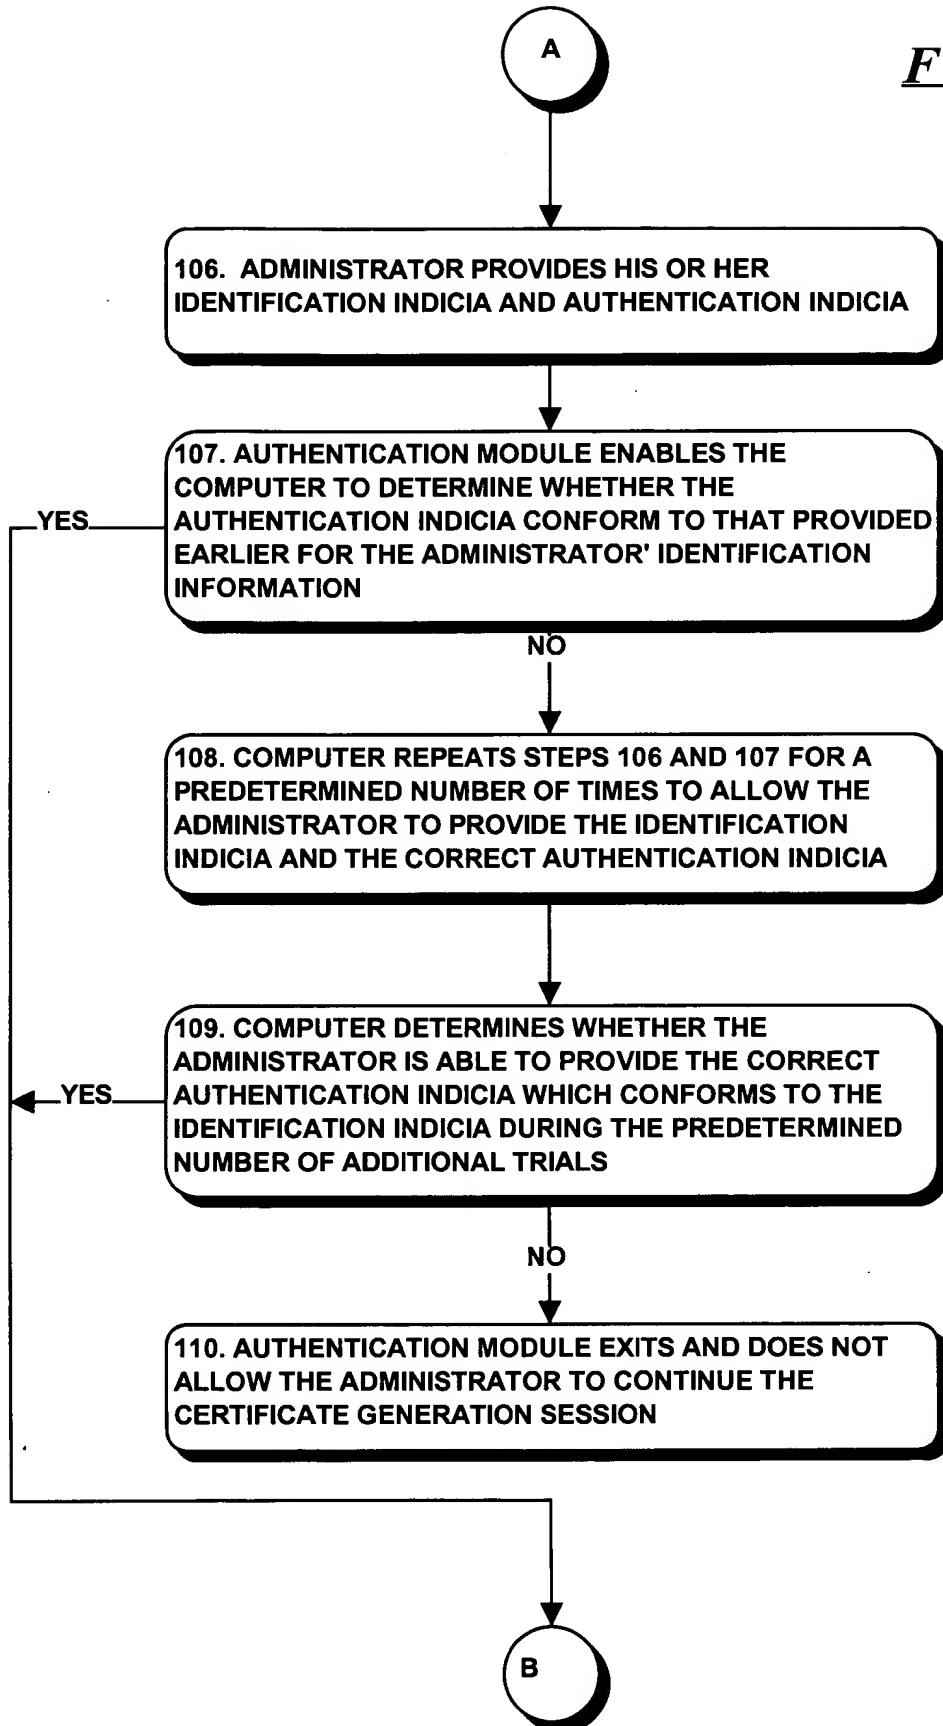 A
F
106. ADMINISTRATOR PROVIDES HIS OR HER
IDENTIFICATION INDICIA AND AUTHENTICATION INDICIA
107. AUTHENTICATION MODULE ENABLES THE
COMPUTER TO DETERMINE WHETHER THE
AUTHENTICATION INDICIA CONFORM TO THAT PROVIDED
EARLIER FOR THE ADMINISTRATOR' IDENTIFICATION
INFORMATION
YES
NO
108. COMPUTER REPEATS STEPS 106 AND 107 FOR A
PREDETERMINED NUMBER OF TIMES TO ALLOW THE
ADMINISTRATOR TO PROVIDE THE IDENTIFICATION
INDICIA AND THE CORRECT AUTHENTICATION INDICIA
109. COMPUTER DETERMINES WHETHER THE
ADMINISTRATOR IS ABLE TO PROVIDE THE CORRECT
AUTHENTICATION INDICIA WHICH CONFORMS TO THE
IDENTIFICATION INDICIA DURING THE PREDETERMINED
NUMBER OF ADDITIONAL TRIALS
YES
NO
110. AUTHENTICATION MODULE EXITS AND DOES NOT
ALLOW THE ADMINISTRATOR TO CONTINUE THE
CERTIFICATE GENERATION SESSION
B